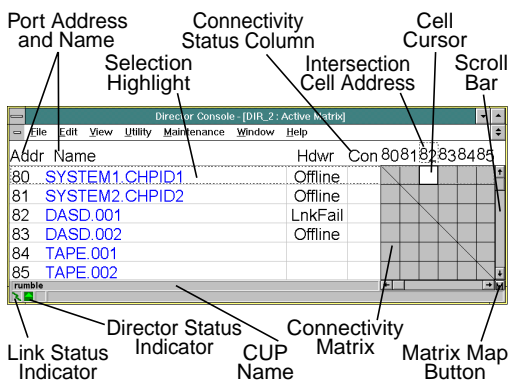 Port Address and Name
Connectivity Status Column
Cell Cursor
Selection Highlight
Intersection Cell Address
Scroll Bar
Director Console - [DIR_2 : Active Matrix]
File Edit View Utility Maintenance Window Help
Addr Name Hdwr Con 80 81 82 83 84 85
80 SYSTEM1.CHPID1 Offline
81 SYSTEM2.CHPID2 Offline
82 DASD.001 LnkFail
83 DASD.002 Offline
84 TAPE.001
85 TAPE.002
rumble
Link Status Indicator
Director Status Indicator
CUP Name
Connectivity Matrix
Matrix Map Button